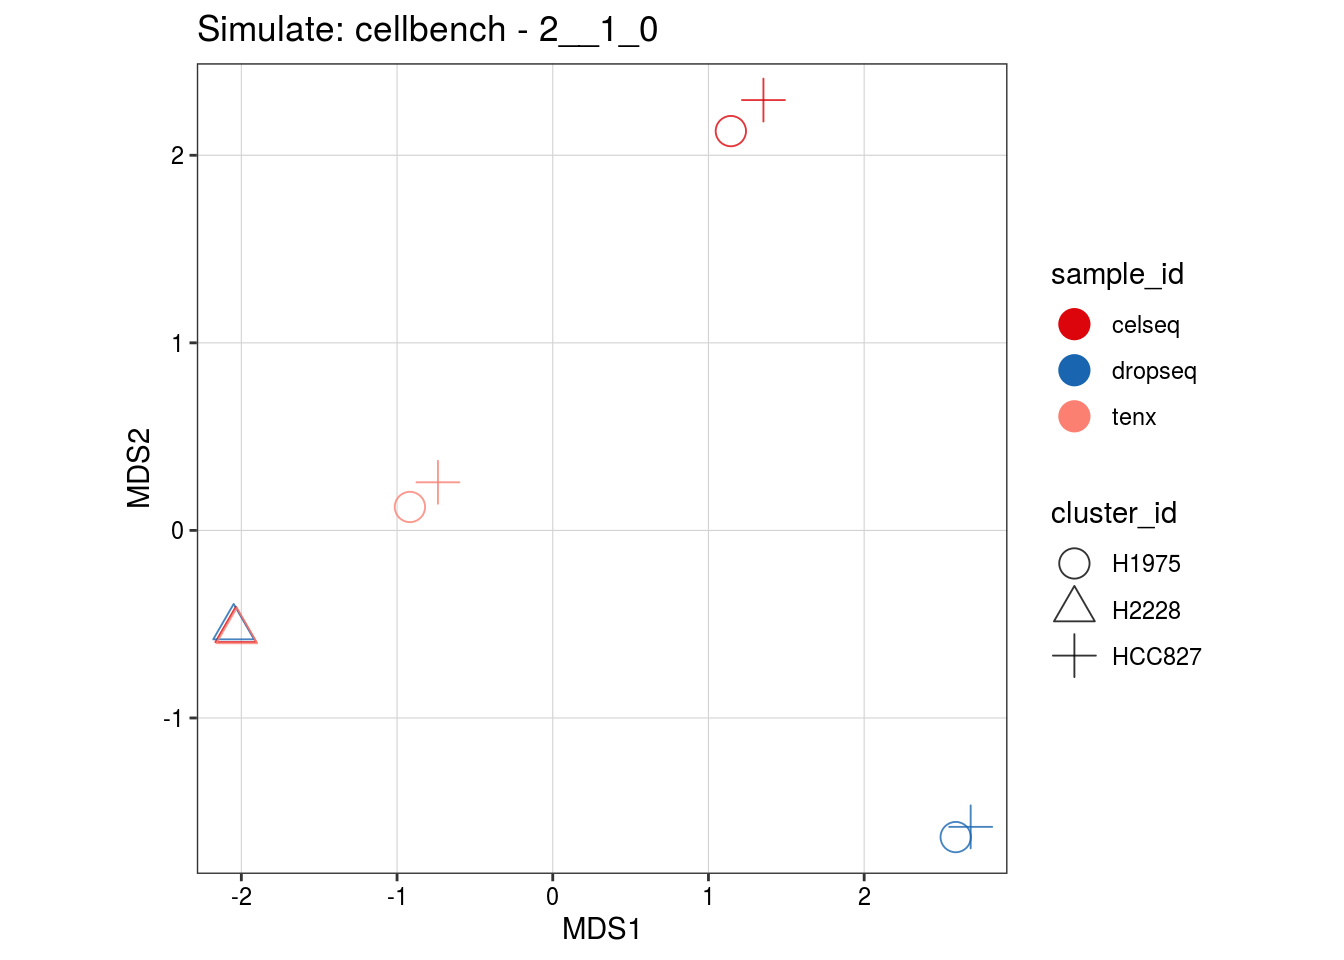 Simulate: cellbench - 2__1_0
2
1
0
-1
MDS2
-2
-1
0
1
2
MDS1
sample_id
celseq
dropseq
tenx
cluster_id
H1975
H2228
HCC827